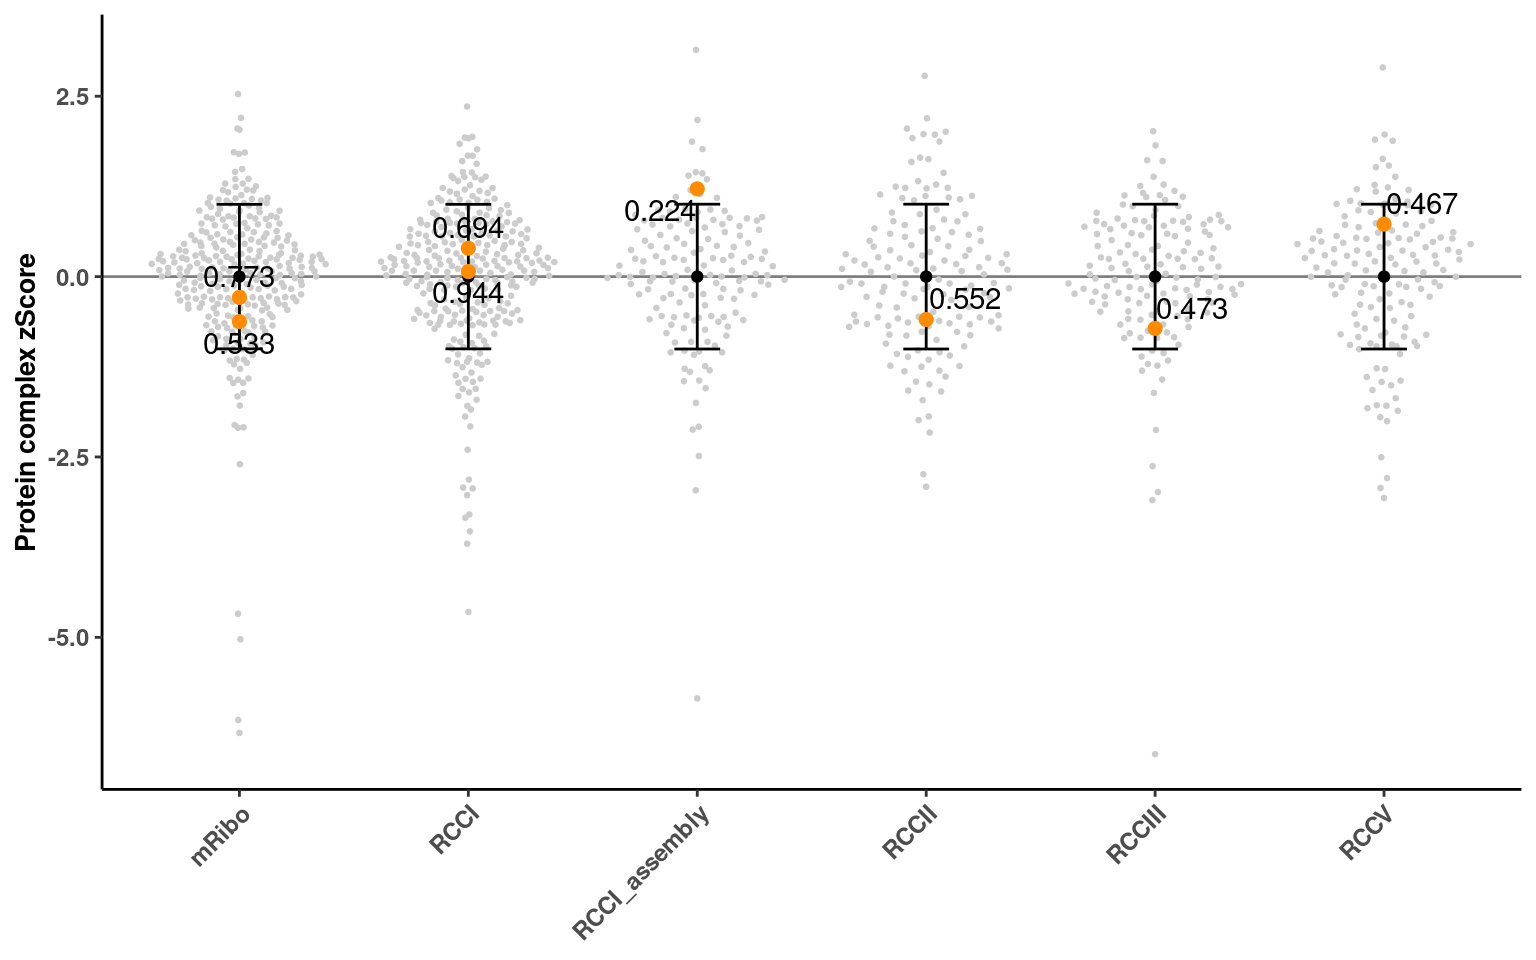 Protein complex zScore
2.5
0.0
-2.5
-5.0
0.773
0.533
0.694
0.944
0.224
0.552
0.473
0.467
mRibo
RCCI
RCCI_assembly
RCCII
RCCIII
RCCV